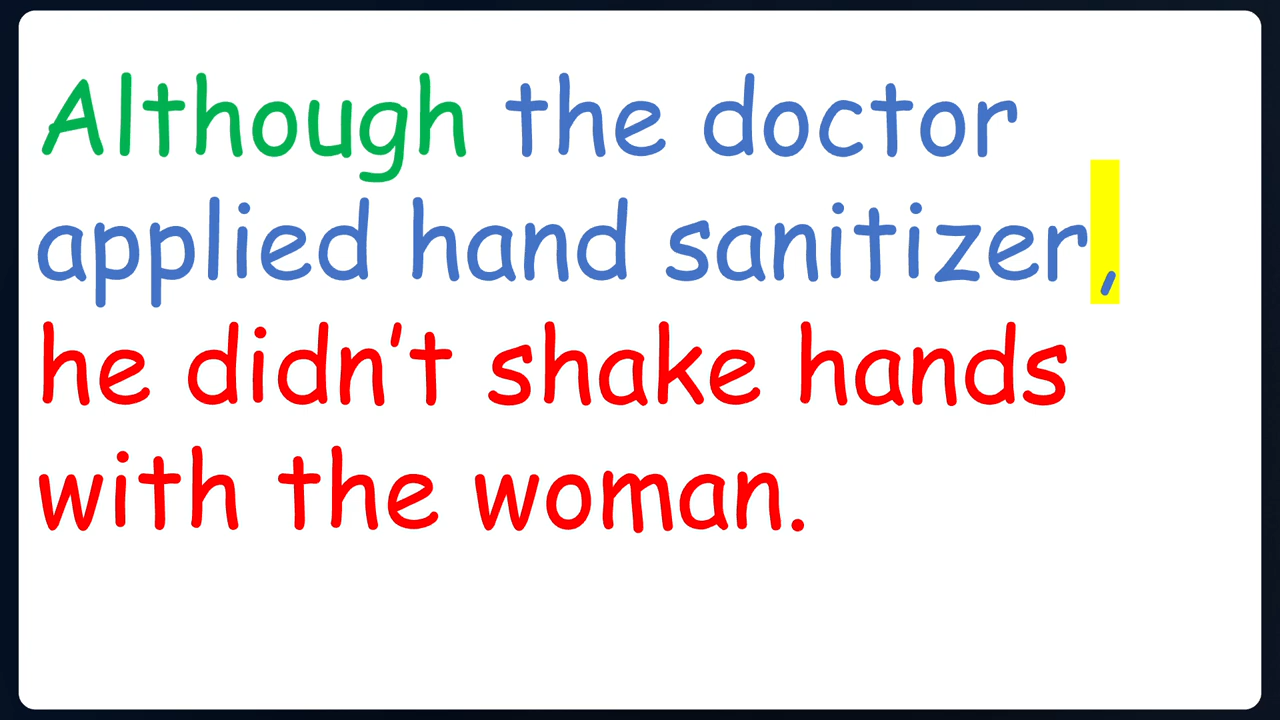 Although the doctor
applied hand sanitizer,
he didn’t shake hands
with the woman.